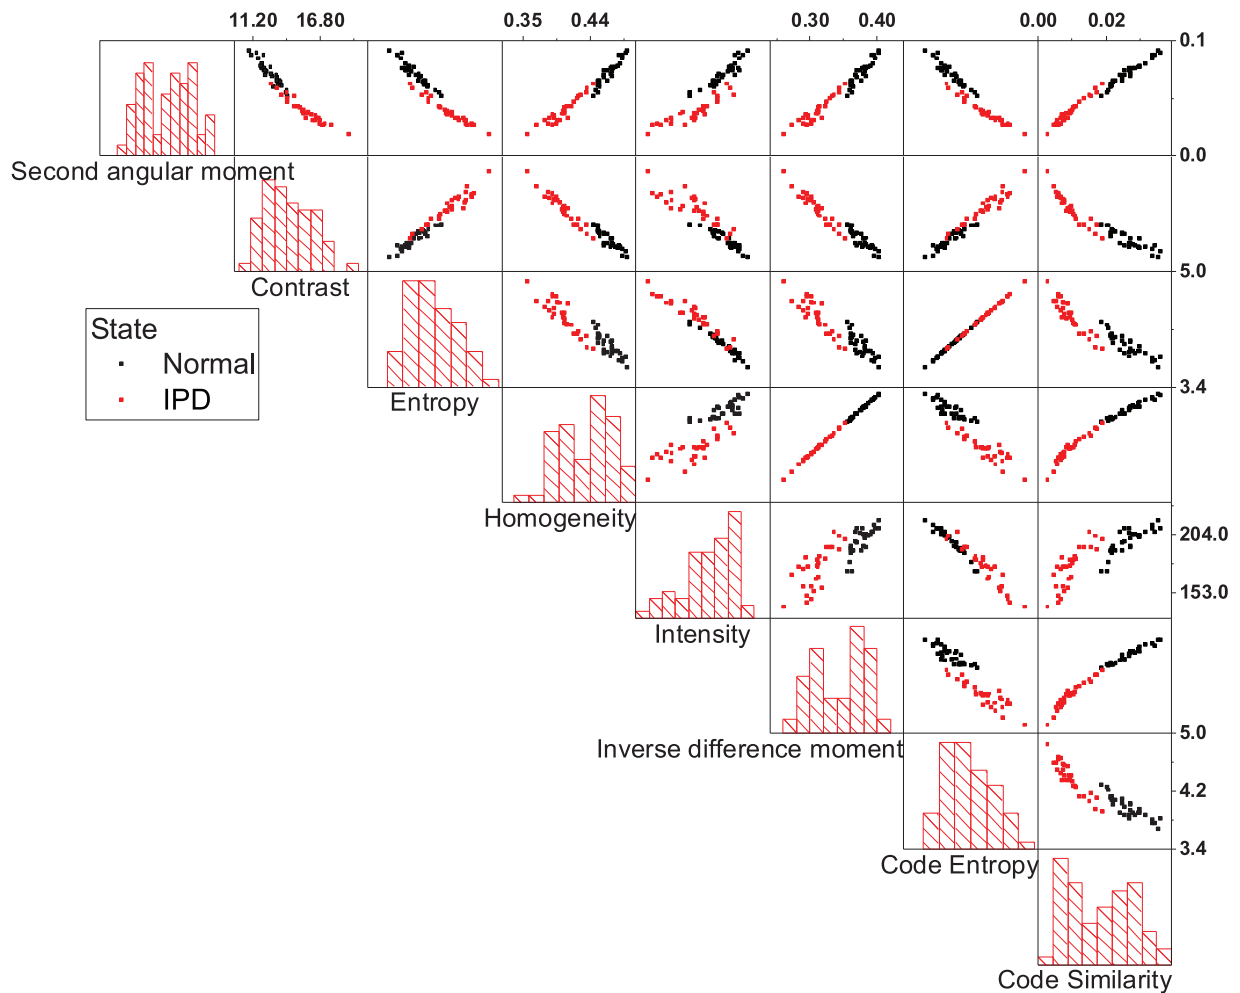 11.20 16.80 0.35 0.44 0.30 0.40 0.00 0.02
0.1
0.0
Second angular moment
5.0
Contrast
State
Normal
IPD
3.4
Entropy
Homogeneity
204.0
153.0
Intensity
5.0
Inverse difference moment
4.2
3.4
Code Entropy
Code Similarity